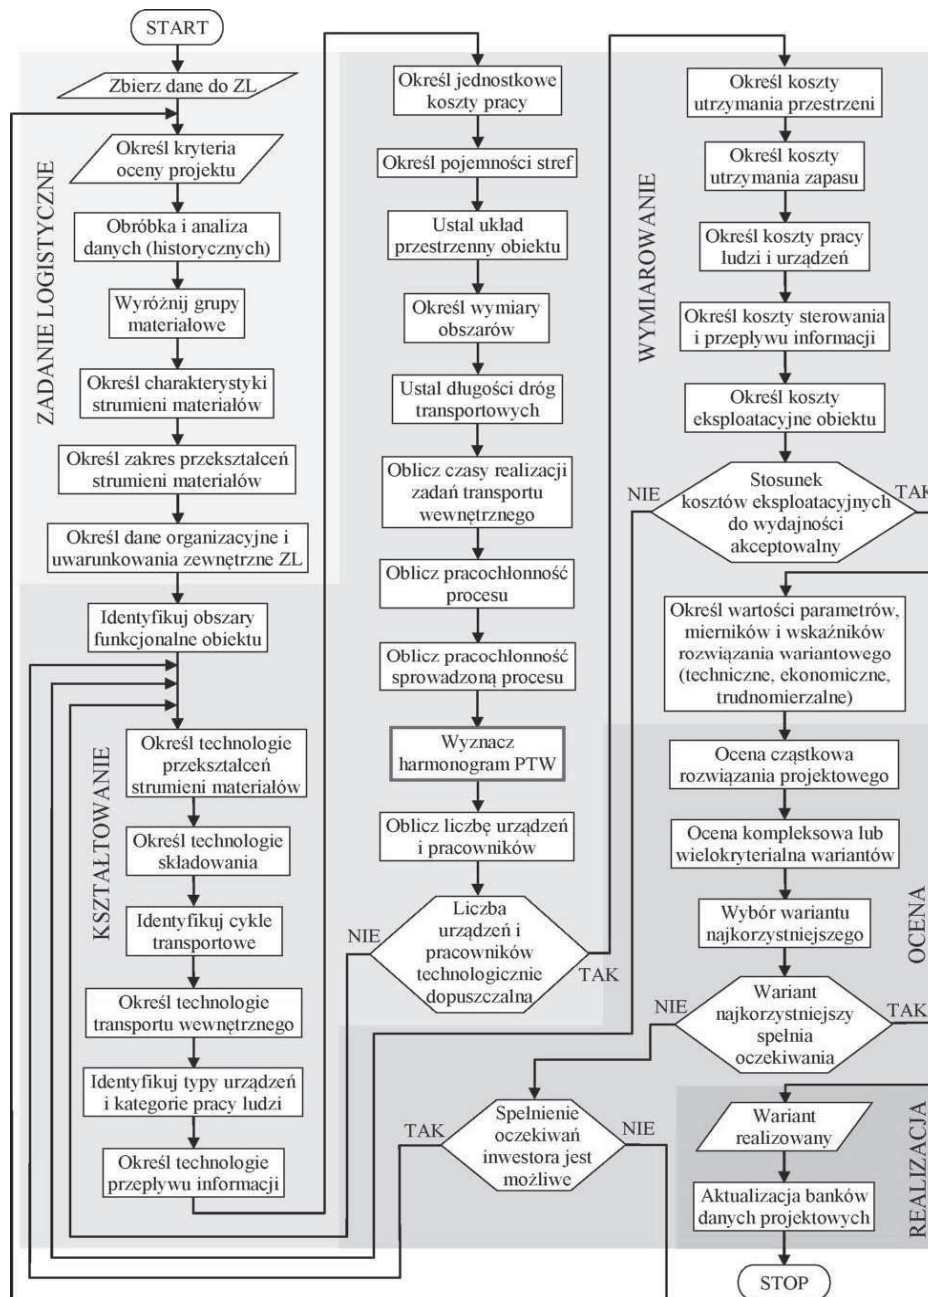 START
Zbierz dane do ZL
Określ kryteria
oceny projektu
Obróbka i analiza
danych (historycznych)
Wyróżnij grupy
materiałowe
Określ charakterystyki
strumieni materiałów
Określ zakres przekształceń
strumieni materiałów
Określ dane organizacyjne i
uwarunkowania zewnętrzne ZL
ZADANIE LOGISTYCZNE
Identyfikuj obszary
funkcjonalne obiektu
Określ technologie
przekształceń
strumieni materiałów
Określ technologie
składowania
Identyfikuj cykle
transportowe
Określ technologie
transportu wewnętrznego
Identyfikuj typy urządzeń
i kategorie pracy ludzi
Określ technologie
przepływu informacji
KSZTAŁTOWANIE
Określ jednostkowe
koszty pracy
Określ pojemności stref
Ustal układ
przestrzenny obiektu
Określ wymiary
obszarów
Ustal długości dróg
transportowych
Oblicz czasy realizacji
zadań transportu
wewnętrznego
Oblicz pracochłonność
procesu
Oblicz pracochłonność
sprowadzoną procesu
Wyznacz
harmonogram PTW
Oblicz liczbę urządzeń
i pracowników
NIE
Liczba
urządzeń i
pracowników
technologicznie
dopuszczalna
TAK
WYMIAROWANIE
Określ koszty
utrzymania przestrzeni
Określ koszty
utrzymania zapasu
Określ koszty pracy
ludzi i urządzeń
Określ koszty sterowania
i przepływu informacji
Określ koszty
eksploatacyjne obiektu
NIE
Stosunek
kosztów eksploatacyjnych
do wydajności
akceptowalny
TAK
Określ wartości parametrów,
mierników i wskaźników
rozwiązania wariantowego
(techniczne, ekonomiczne,
trudnomierzalne)
Ocena cząstkowa
rozwiązania projektowego
Ocena kompleksowa lub
wielokryterialna wariantów
Wybór wariantu
najkorzystniejszego
OCENA
NIE
Wariant
najkorzystniejszy
spełnia
oczekiwania
TAK
TAK
Spełnienie
oczekiwań
inwestora jest
możliwe
NIE
Wariant
realizowany
Aktualizacja banków
danych projektowych
REALIZACJA
STOP